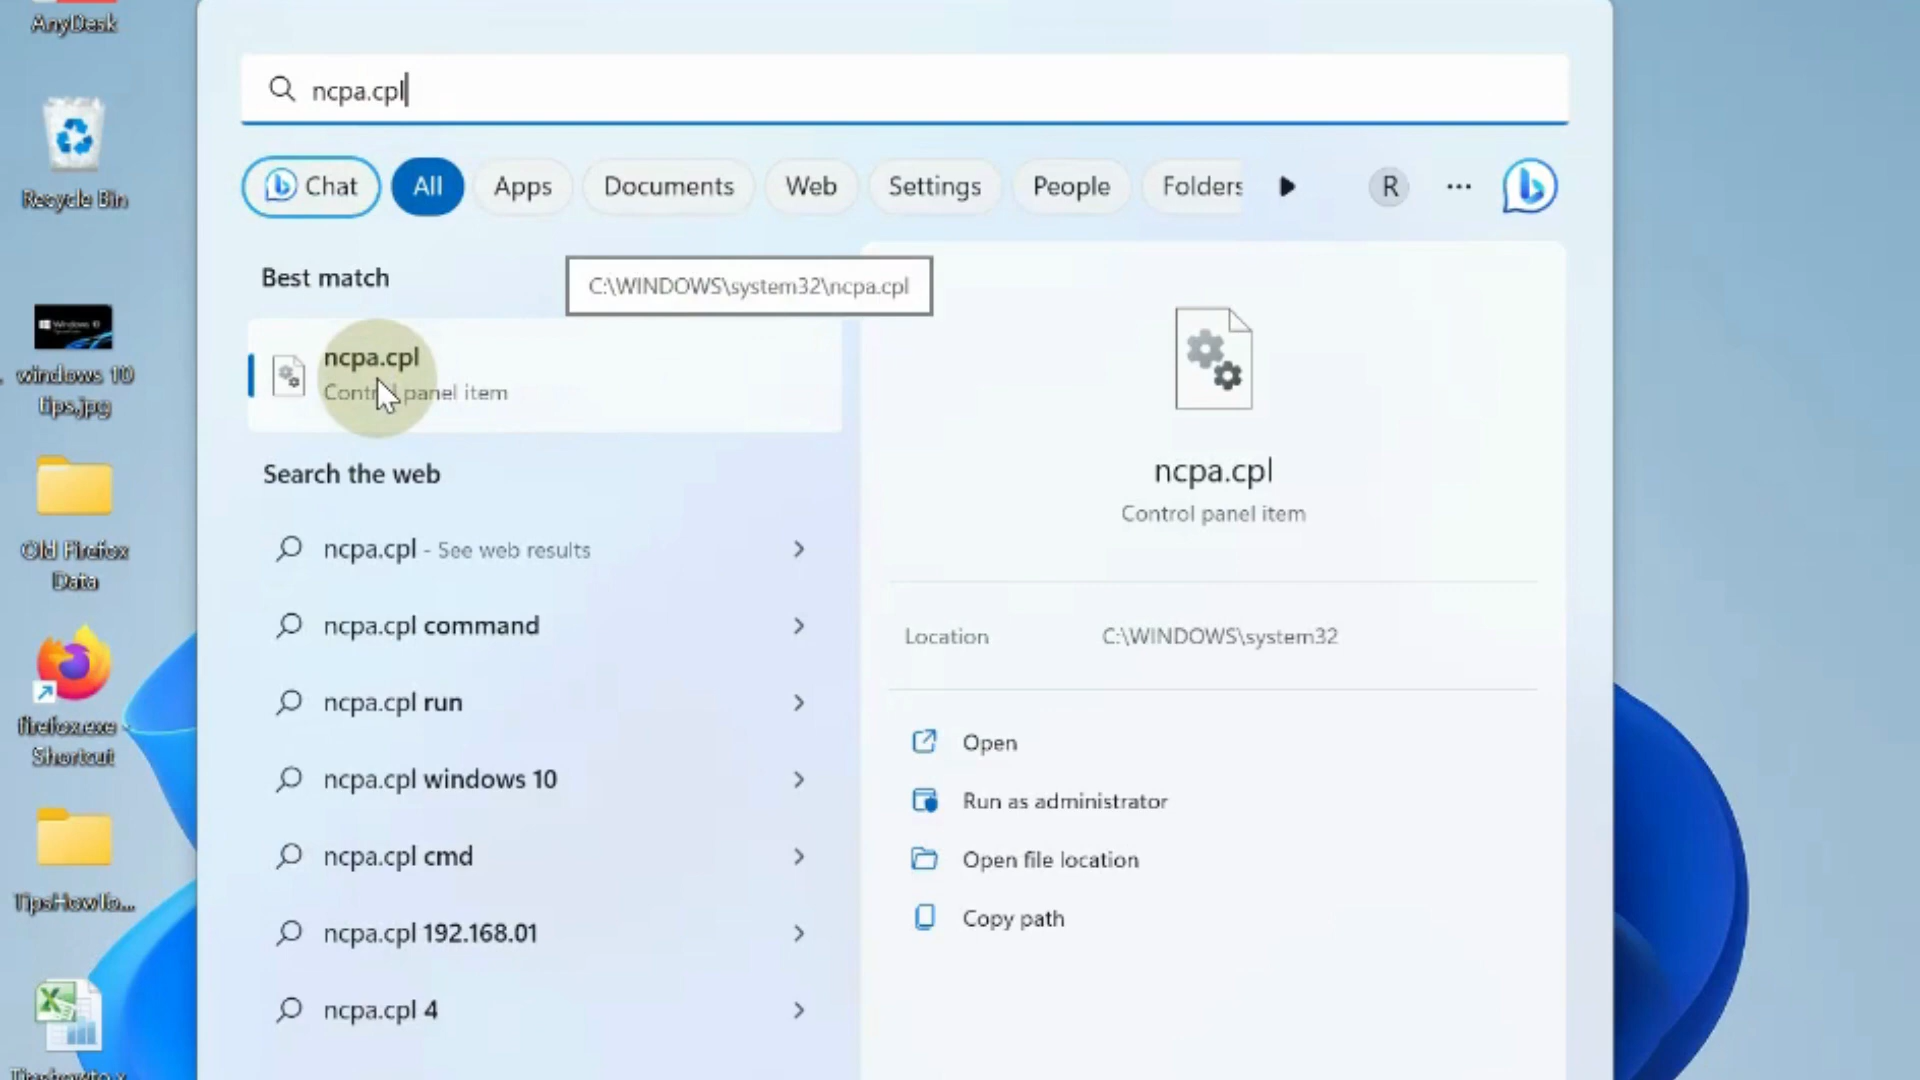 AnyDesk
Recycle Bin
windows 10
tips.jpg
Old Firefox
Data
firefox.exe -
Shortcut
TipsHowTo...
ncpa.cpl
Chat
All
Apps
Documents
Web
Settings
People
Folders
R
Best match
C:\WINDOWS\system32\ncpa.cpl
ncpa.cpl
Control panel item
Search the web
ncpa.cpl - See web results
ncpa.cpl command
ncpa.cpl run
ncpa.cpl windows 10
ncpa.cpl cmd
ncpa.cpl 192.168.01
ncpa.cpl 4
ncpa.cpl
Control panel item
Location C:\WINDOWS\system32
Open
Run as administrator
Open file location
Copy path